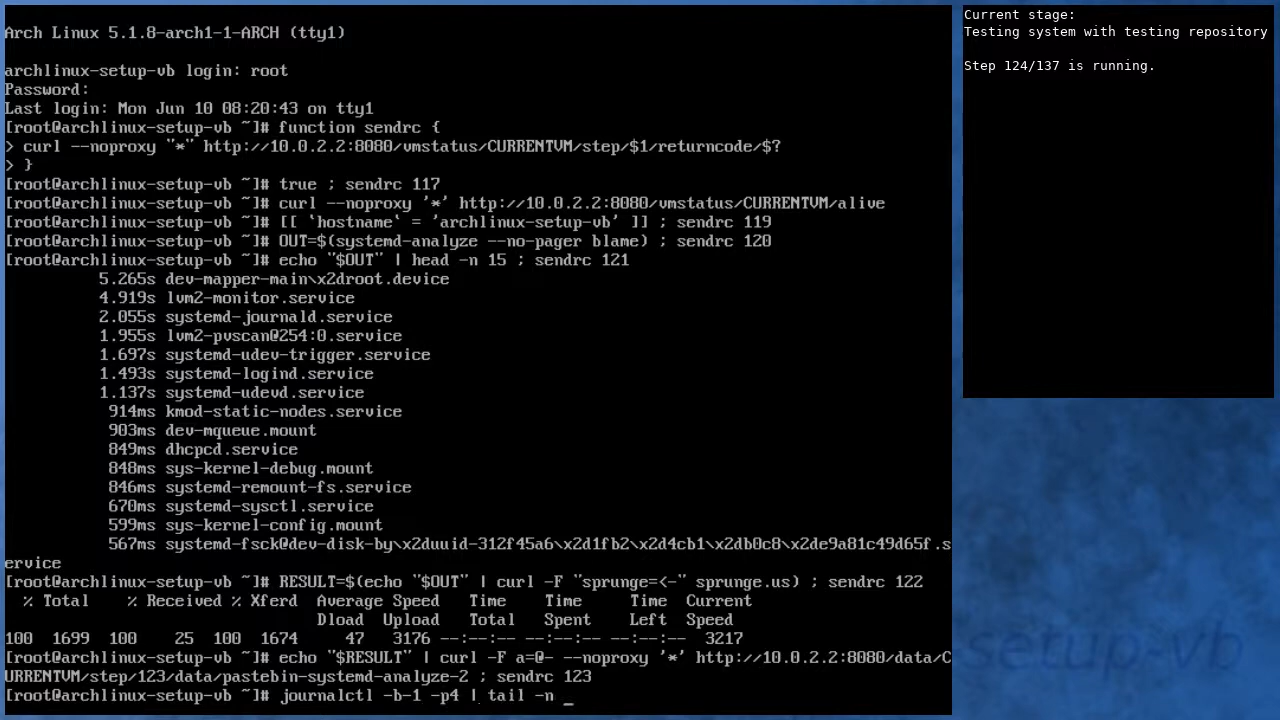 Arch Linux 5.1.8-arch1-1-ARCH (tty1)
archlinux-setup-vb login: root
Password:
Last login: Mon Jun 10 08:20:43 on tty1
[root@archlinux-setup-vb ~]# function sendrc {
> curl --noproxy "*" http://10.0.2.2:8080/vmstatus/CURRENTVM/step/$1/returncode/$?
> }
[root@archlinux-setup-vb ~]# true ; sendrc 117
[root@archlinux-setup-vb ~]# curl --noproxy '*' http://10.0.2.2:8080/vmstatus/CURRENTVM/alive
[root@archlinux-setup-vb ~]# [[ `hostname` = 'archlinux-setup-vb' ]] ; sendrc 119
[root@archlinux-setup-vb ~]# OUT=$(systemd-analyze --no-pager blame) ; sendrc 120
[root@archlinux-setup-vb ~]# echo "$OUT" | head -n 15 ; sendrc 121
5.265s dev-mapper-main\x2droot.device
4.919s lvm2-monitor.service
2.055s systemd-journald.service
1.955s lvm2-pvscan@254:0.service
1.697s systemd-udev-trigger.service
1.493s systemd-logind.service
1.137s systemd-udevd.service
914ms kmod-static-nodes.service
903ms dev-mqueue.mount
849ms dhcpcd.service
848ms sys-kernel-debug.mount
846ms systemd-remount-fs.service
670ms systemd-sysctl.service
599ms sys-kernel-config.mount
567ms systemd-fsck@dev-disk-by\x2duuid-312f45a6\x2d1fb2\x2d4cb1\x2db0c8\x2de9a81c49d65f.s
ervice
[root@archlinux-setup-vb ~]# RESULT=$(echo "$OUT" | curl -F "sprunge=<-" sprunge.us) ; sendrc 122
% Total % Received % Xferd Average Speed Time Time Time Current
Dload Upload Total Spent Left Speed
100 1699 100 25 100 1674 47 3176 --:--:-- --:--:-- --:--:-- 3217
[root@archlinux-setup-vb ~]# echo "$RESULT" | curl -F a=@- --noproxy '*' http://10.0.2.2:8080/data/C
URRENTVM/step/123/data/pastebin-systemd-analyze-2 ; sendrc 123
[root@archlinux-setup-vb ~]# journalctl -b-1 -p4 | tail -n _
Current stage:
Testing system with testing repository
Step 124/137 is running.
setup-vb